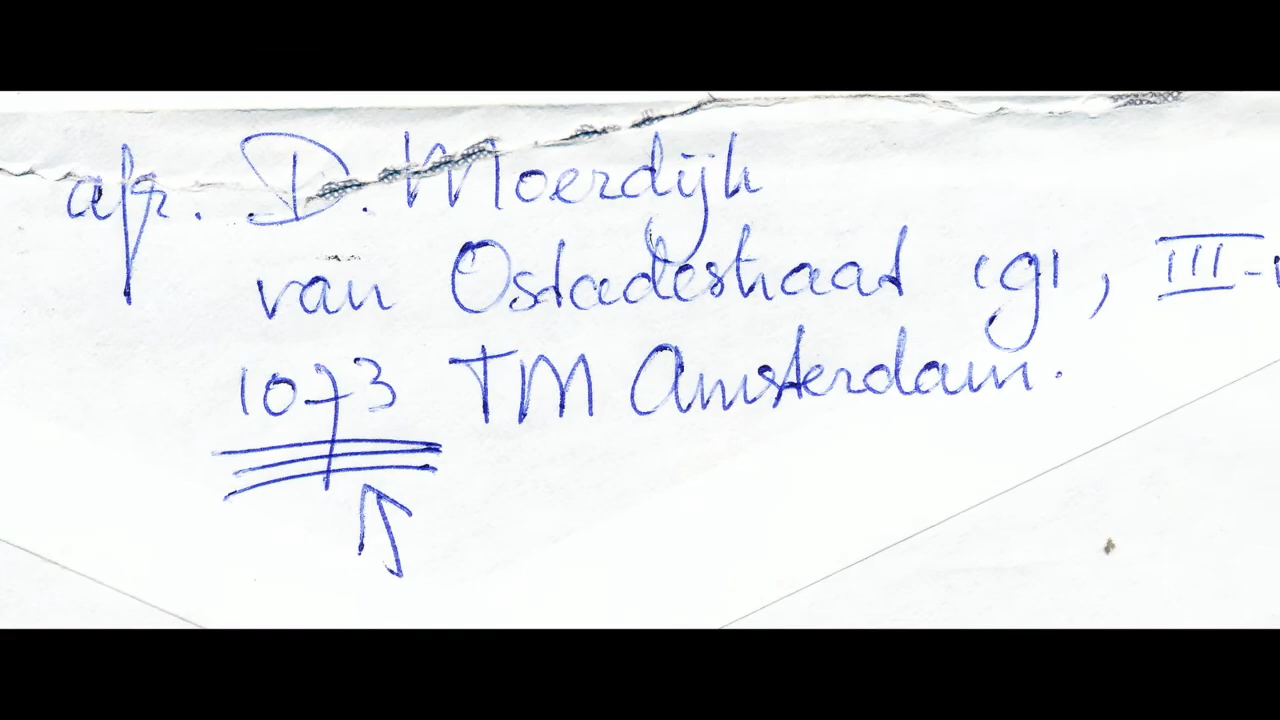 afz. D. Moerdijk
van Ostadestraat 191, III-
1073 TM Amsterdam.